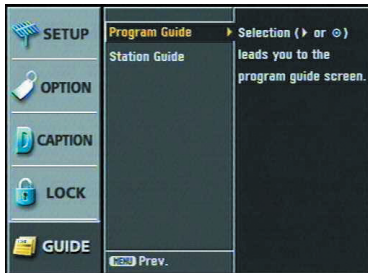 SETUP
OPTION
CAPTION
LOCK
GUIDE
Program Guide
Station Guide
MENU Prev.
Selection ( or ⊙)
leads you to the
program guide screen.